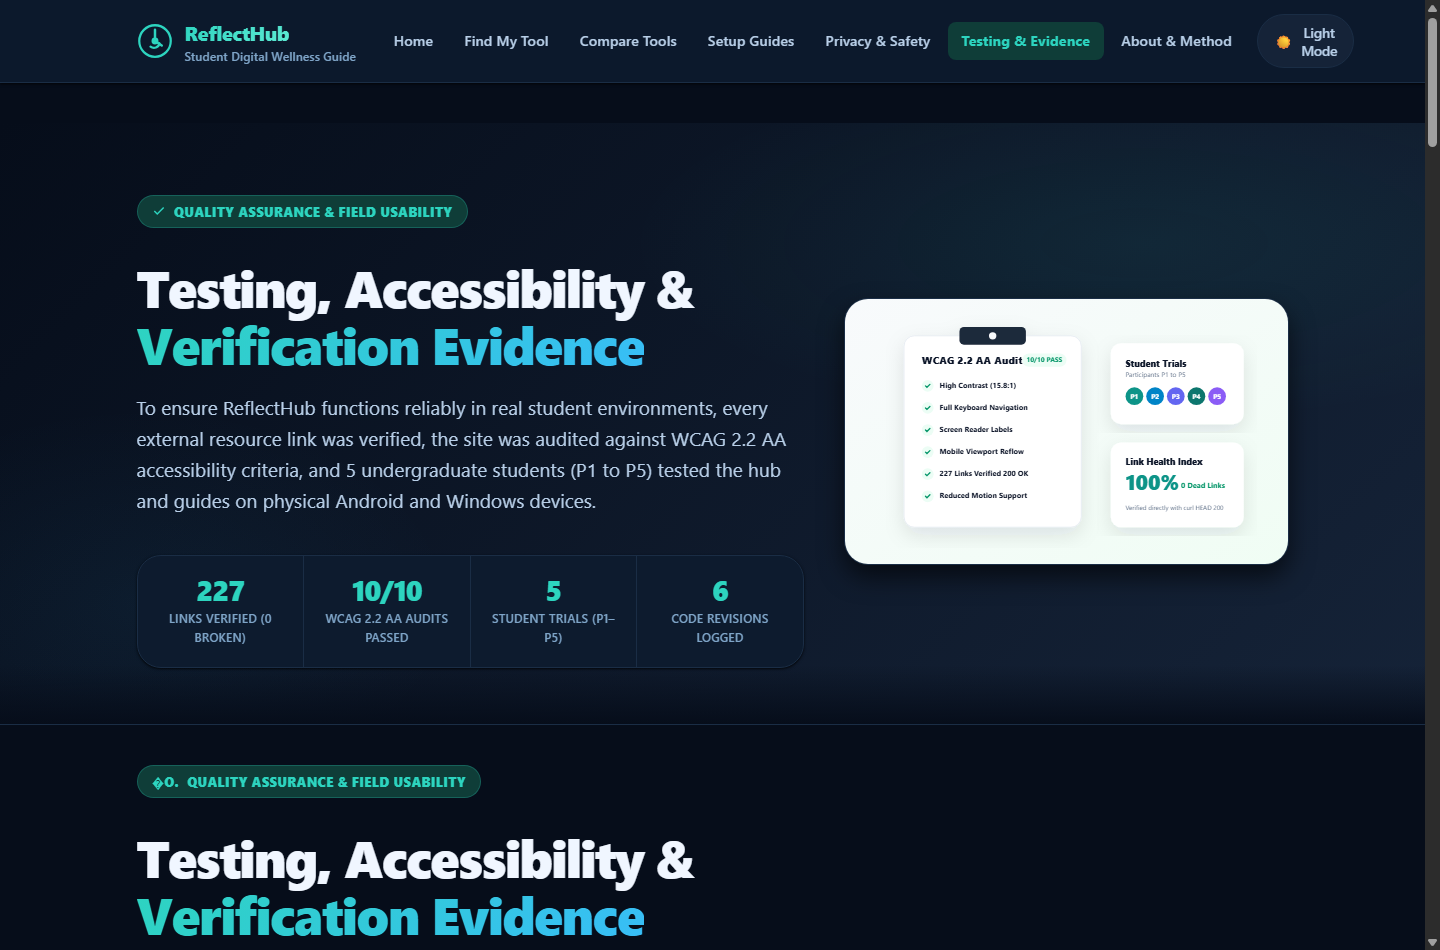 ReflectHub
Student Digital Wellness Guide
Home
Find My Tool
Compare Tools
Setup Guides
Privacy & Safety
Testing & Evidence
About & Method
Light
Mode
QUALITY ASSURANCE & FIELD USABILITY
Testing, Accessibility &
Verification Evidence
To ensure ReflectHub functions reliably in real student environments, every
external resource link was verified, the site was audited against WCAG 2.2 AA
accessibility criteria, and 5 undergraduate students (P1 to P5) tested the hub
and guides on physical Android and Windows devices.
227
LINKS VERIFIED (0
BROKEN)
10/10
WCAG 2.2 AA AUDITS
PASSED
5
STUDENT TRIALS (P1–
P5)
6
CODE REVISIONS
LOGGED
WCAG 2.2 AA Audit 10/10 PASS
High Contrast (15.8:1)
Full Keyboard Navigation
Screen Reader Labels
Mobile Viewport Reflow
227 Links Verified 200 OK
Reduced Motion Support
Student Trials
Participants P1 to P5
P1 P2 P3 P4 P5
Link Health Index
100% 0 Dead Links
Verified directly with curl HEAD 200
�O. QUALITY ASSURANCE & FIELD USABILITY
Testing, Accessibility &
Verification Evidence